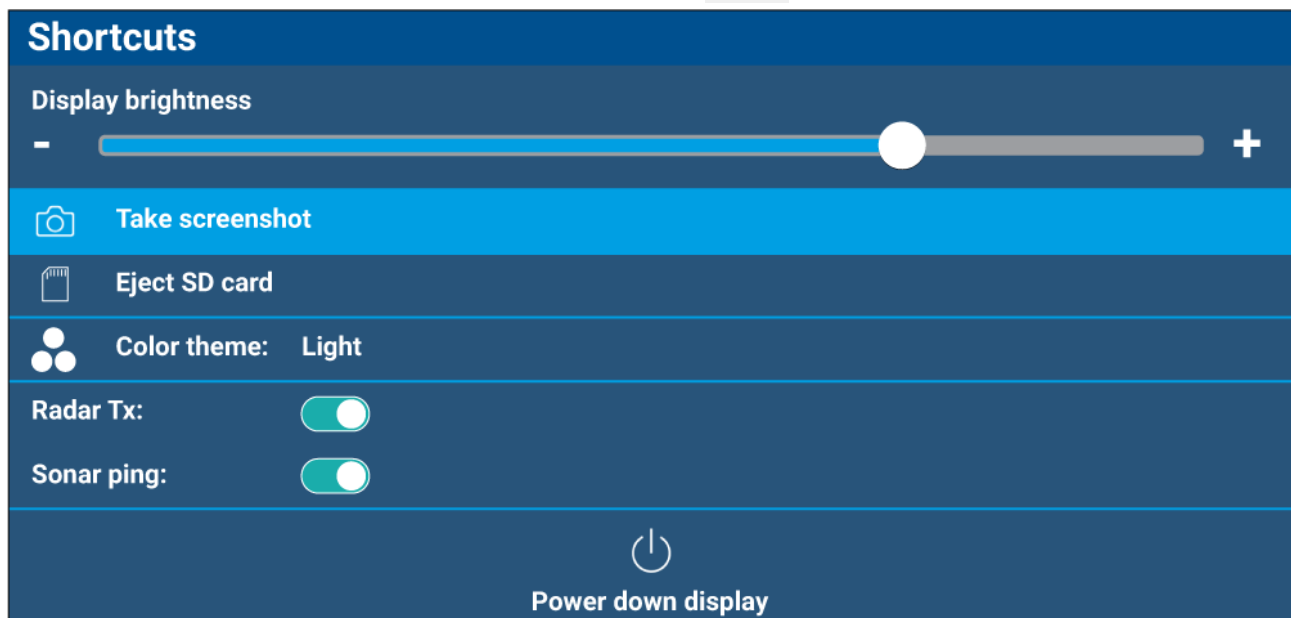 Shortcuts
Display brightness
- +
Take screenshot
Eject SD card
Color theme: Light
Radar Tx:
Sonar ping:
Power down display